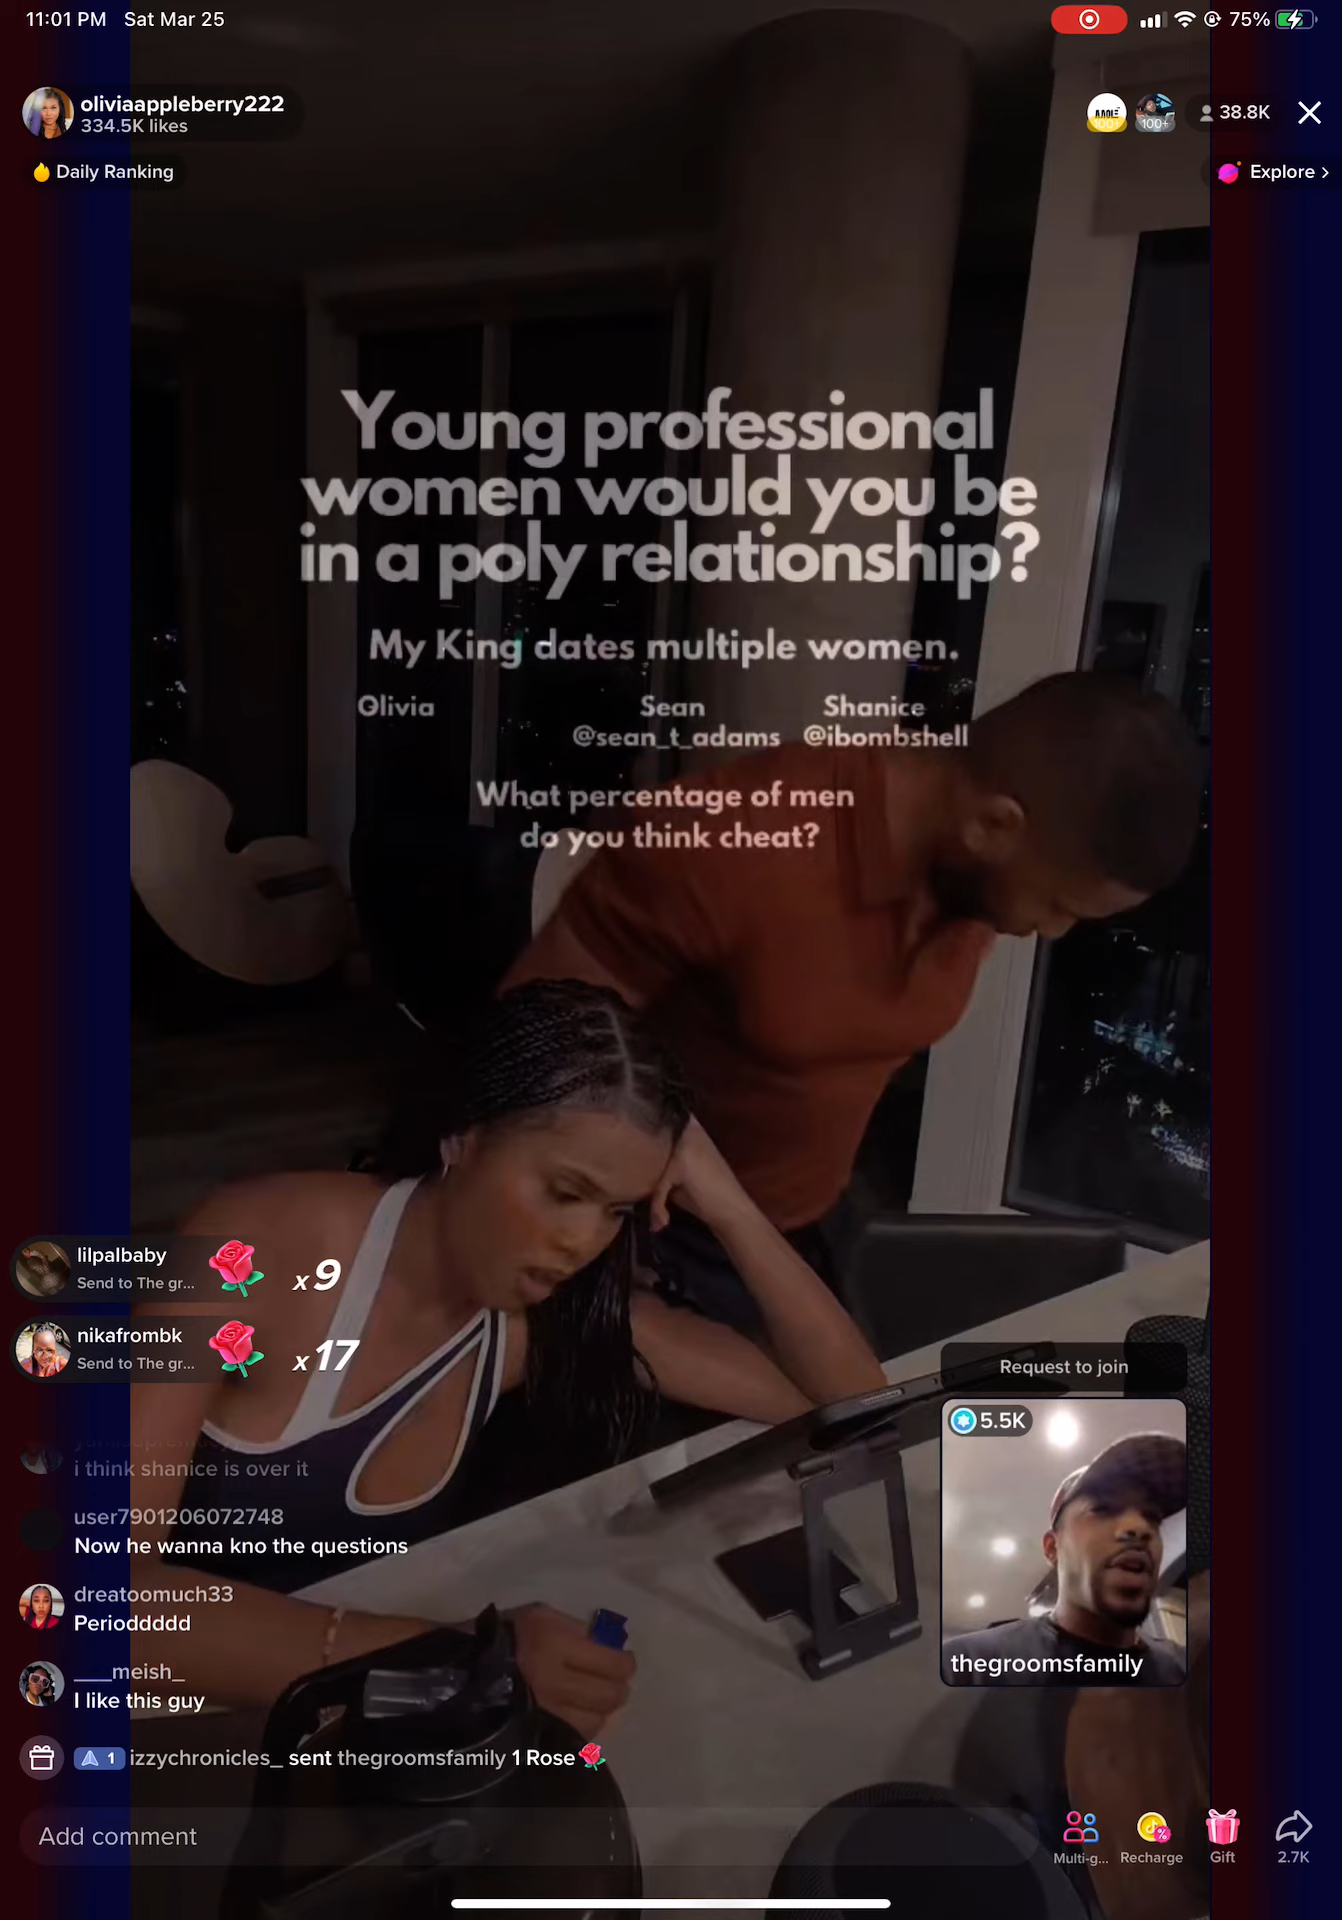 11:01 PM Sat Mar 25
75%
oliviaappleberry222
334.5K likes
100+
100+
38.8K
Daily Ranking
Explore >
Young professional
women would you be
in a poly relationship?
My King dates multiple women.
Olivia Sean Shanice
@sean_t_adams @ibombshell
What percentage of men
do you think cheat?
lilpalbaby
Send to The gr...
x9
nikafrombk
Send to The gr...
x17
Request to join
5.5K
thegroomsfamily
i think shanice is over it
user7901206072748
Now he wanna kno the questions
dreatoomuch33
Perioddddd
___meish_
I like this guy
1 izzychronicles_ sent thegroomsfamily 1 Rose
Add comment
Multi-g...
Recharge
Gift
2.7K